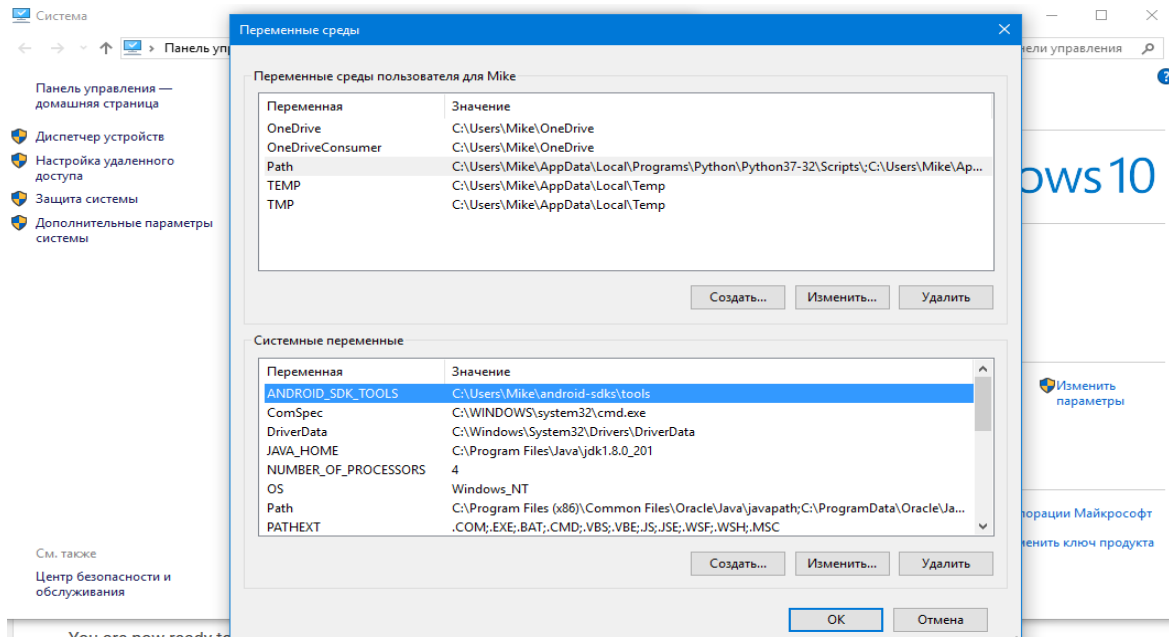 Система
Переменные среды
Панель упр
нели управления
Панель управления —
домашняя страница
Диспетчер устройств
Настройка удаленного
доступа
Защита системы
Дополнительные параметры
системы
См. также
Центр безопасности и
обслуживания
Переменные среды пользователя для Mike
Переменная Значение
OneDrive C:\Users\Mike\OneDrive
OneDriveConsumer C:\Users\Mike\OneDrive
Path C:\Users\Mike\AppData\Local\Programs\Python\Python37-32\Scripts\;C:\Users\Mike\Ap...
TEMP C:\Users\Mike\AppData\Local\Temp
TMP C:\Users\Mike\AppData\Local\Temp
Создать... Изменить... Удалить
Системные переменные
Переменная Значение
ANDROID_SDK_TOOLS C:\Users\Mike\android-sdks\tools
ComSpec C:\WINDOWS\system32\cmd.exe
DriverData C:\Windows\System32\Drivers\DriverData
JAVA_HOME C:\Program Files\Java\jdk1.8.0_201
NUMBER_OF_PROCESSORS 4
OS Windows_NT
Path C:\Program Files (x86)\Common Files\Oracle\Java\javapath;C:\ProgramData\Oracle\Ja...
PATHEXT .COM;.EXE;.BAT;.CMD;.VBS;.VBE;.JS;.JSE;.WSF;.WSH;.MSC
Создать... Изменить... Удалить
OK Отмена
ows 10
Изменить
параметры
порации Майкрософт
менить ключ продукта
You are now ready to